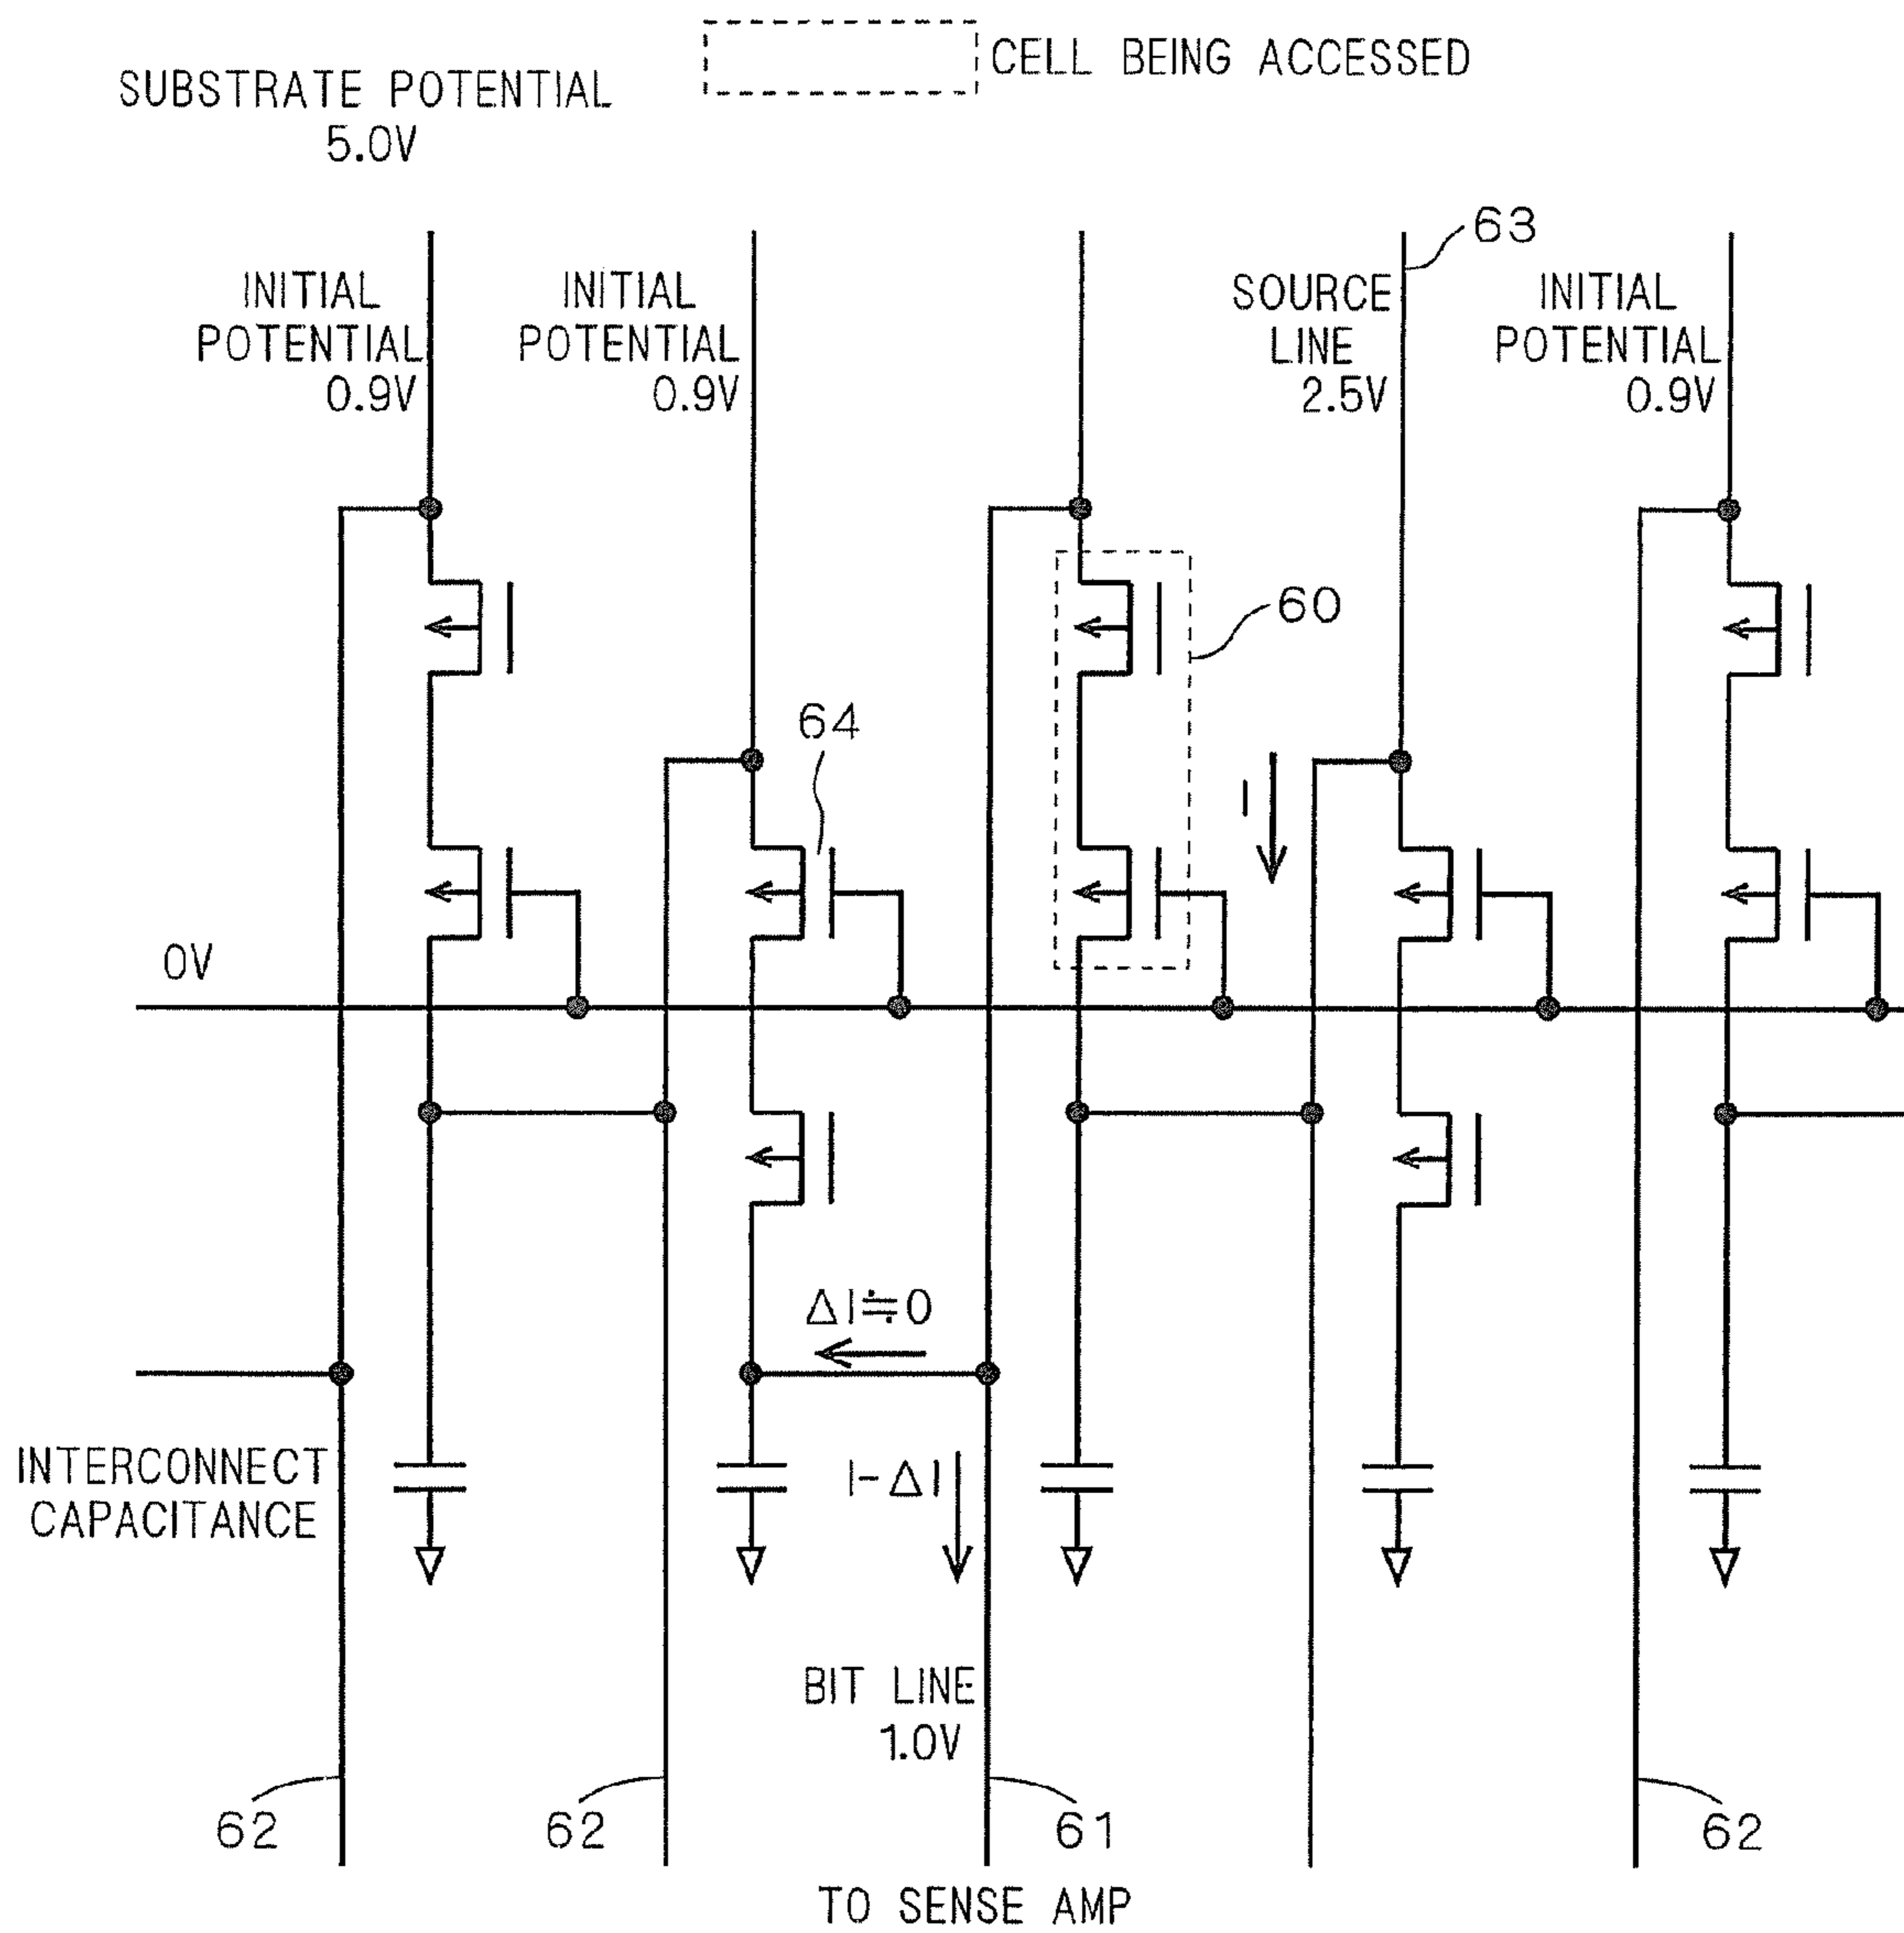 CELL BEING ACCESSED
SUBSTRATE POTENTIAL
5.0V
63
INITIAL
POTENTIAL
0.9V
INITIAL
POTENTIAL
0.9V
SOURCE
LINE
2.5V
INITIAL
POTENTIAL
0.9V
60
64
I
0V
ΔI≒0
INTERCONNECT
CAPACITANCE
I-ΔI
BIT LINE
1.0V
62
62
61
62
TO SENSE AMP